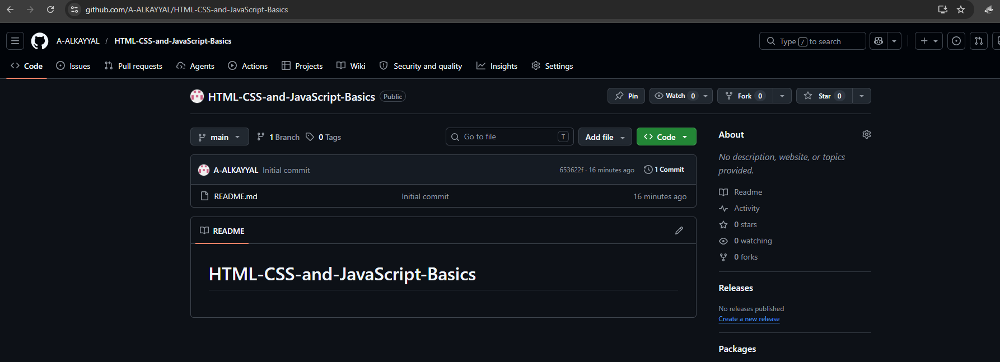 github.com/A-ALKAYYAL/HTML-CSS-and-JavaScript-Basics
A-ALKAYYAL / HTML-CSS-and-JavaScript-Basics
Type / to search
Code Issues Pull requests Agents Actions Projects Wiki Security and quality Insights Settings
HTML-CSS-and-JavaScript-Basics Public
Pin Watch 0 Fork 0 Star 0
main 1 Branch 0 Tags Go to file T Add file Code
A-ALKAYYAL Initial commit 653622f · 16 minutes ago 1 Commit
README.md Initial commit 16 minutes ago
README
HTML-CSS-and-JavaScript-Basics
About
No description, website, or topics
provided.
Readme
Activity
0 stars
0 watching
0 forks
Releases
No releases published
Create a new release
Packages